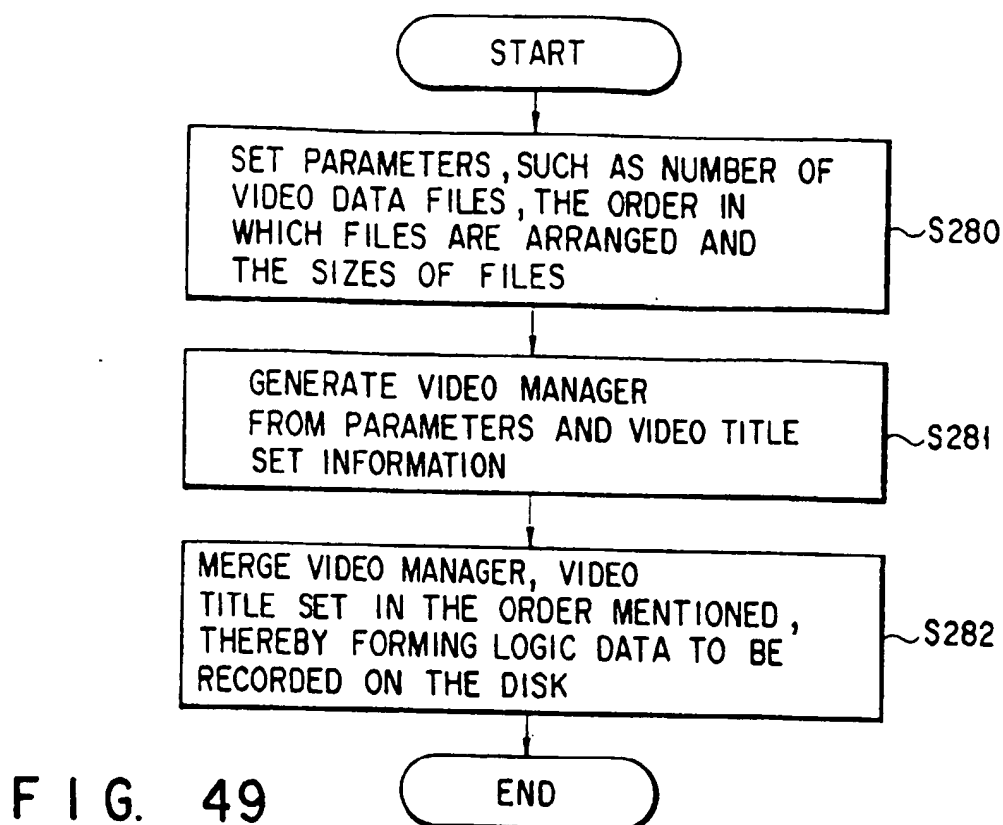 START
SET PARAMETERS, SUCH AS NUMBER OF
VIDEO DATA FILES, THE ORDER IN
WHICH FILES ARE ARRANGED AND
THE SIZES OF FILES
S280
GENERATE VIDEO MANAGER
FROM PARAMETERS AND VIDEO TITLE
SET INFORMATION
S281
MERGE VIDEO MANAGER, VIDEO
TITLE SET IN THE ORDER MENTIONED,
THEREBY FORMING LOGIC DATA TO BE
RECORDED ON THE DISK
S282
END
FIG. 49